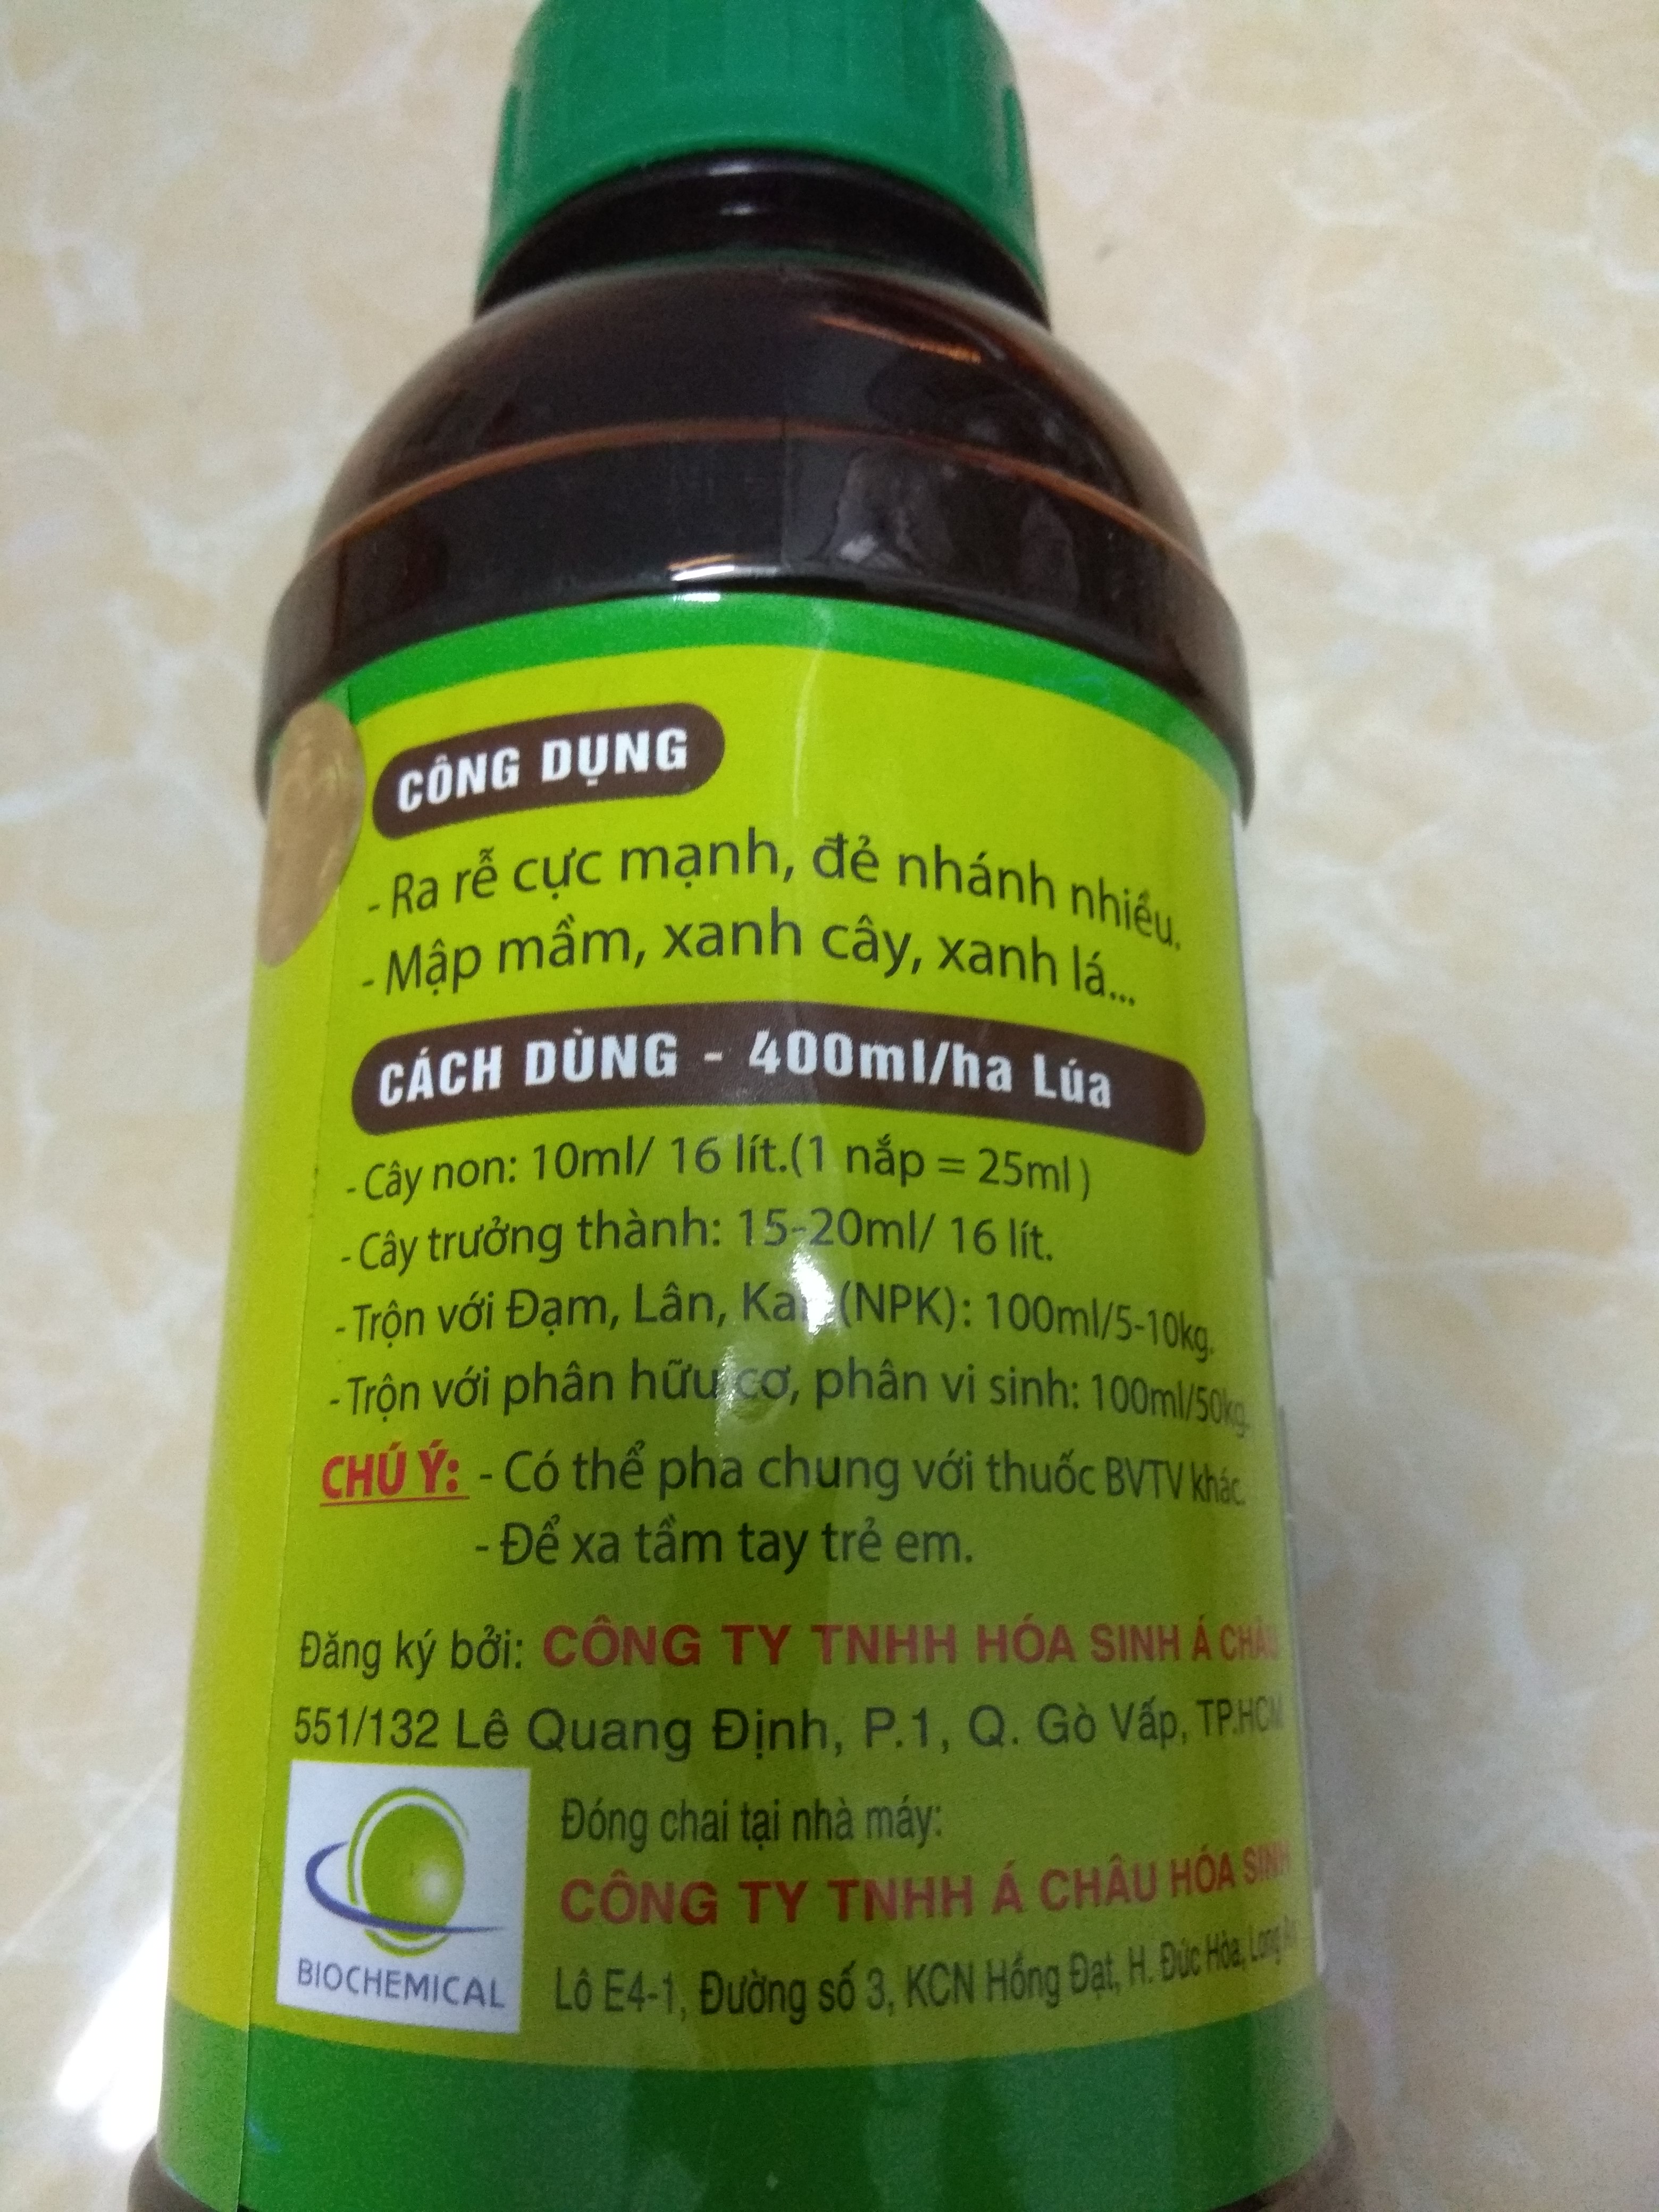 CÔNG DỤNG
- Ra rễ cực mạnh, đẻ nhánh nhiều.
- Mập mầm, xanh cây, xanh lá...
CÁCH DÙNG - 400ml/ha Lúa
- Cây non: 10ml/ 16 lít.(1 nắp = 25ml )
- Cây trưởng thành: 15-20ml/ 16 lít.
- Trộn với Đạm, Lân, (NPK): 100ml/5-10kg.
- Trộn với phân hữu cơ, phân vi sinh: 100ml/50kg.
CHÚ Ý: - Có thể pha chung với thuốc BVTV khác.
- Để xa tầm tay trẻ em.
Đăng ký bởi: CÔNG TY TNHH HÓA SINH Á CHÂU
551/132 Lê Quang Định, P.1, Q. Gò Vấp, TP.HCM
Đóng chai tại nhà máy:
CÔNG TY TNHH Á CHÂU HÓA SINH
Lô E4-1, Đường số 3, KCN Hồng Đạt, H. Đức Hòa, Long
BIOCHEMICAL